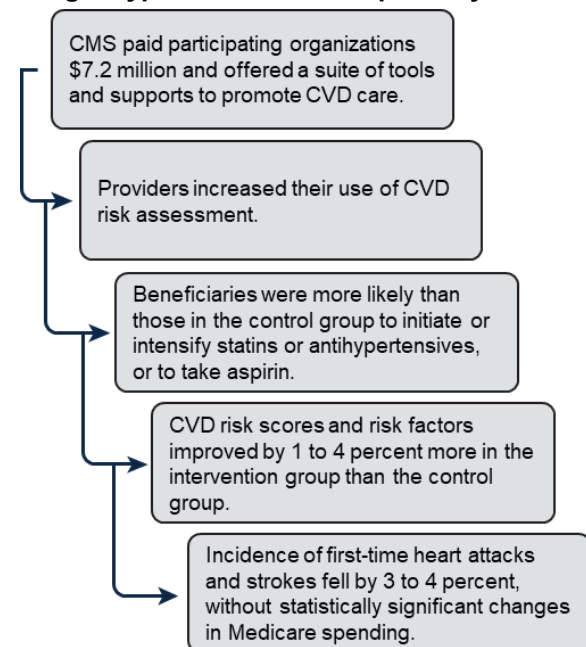 CMS paid participating organizations
$7.2 million and offered a suite of tools
and supports to promote CVD care.
Providers increased their use of CVD
risk assessment.
Beneficiaries were more likely than
those in the control group to initiate or
intensify statins or antihypertensives,
or to take aspirin.
CVD risk scores and risk factors
improved by 1 to 4 percent more in the
intervention group than the control
group.
Incidence of first-time heart attacks
and strokes fell by 3 to 4 percent,
without statistically significant changes
in Medicare spending.